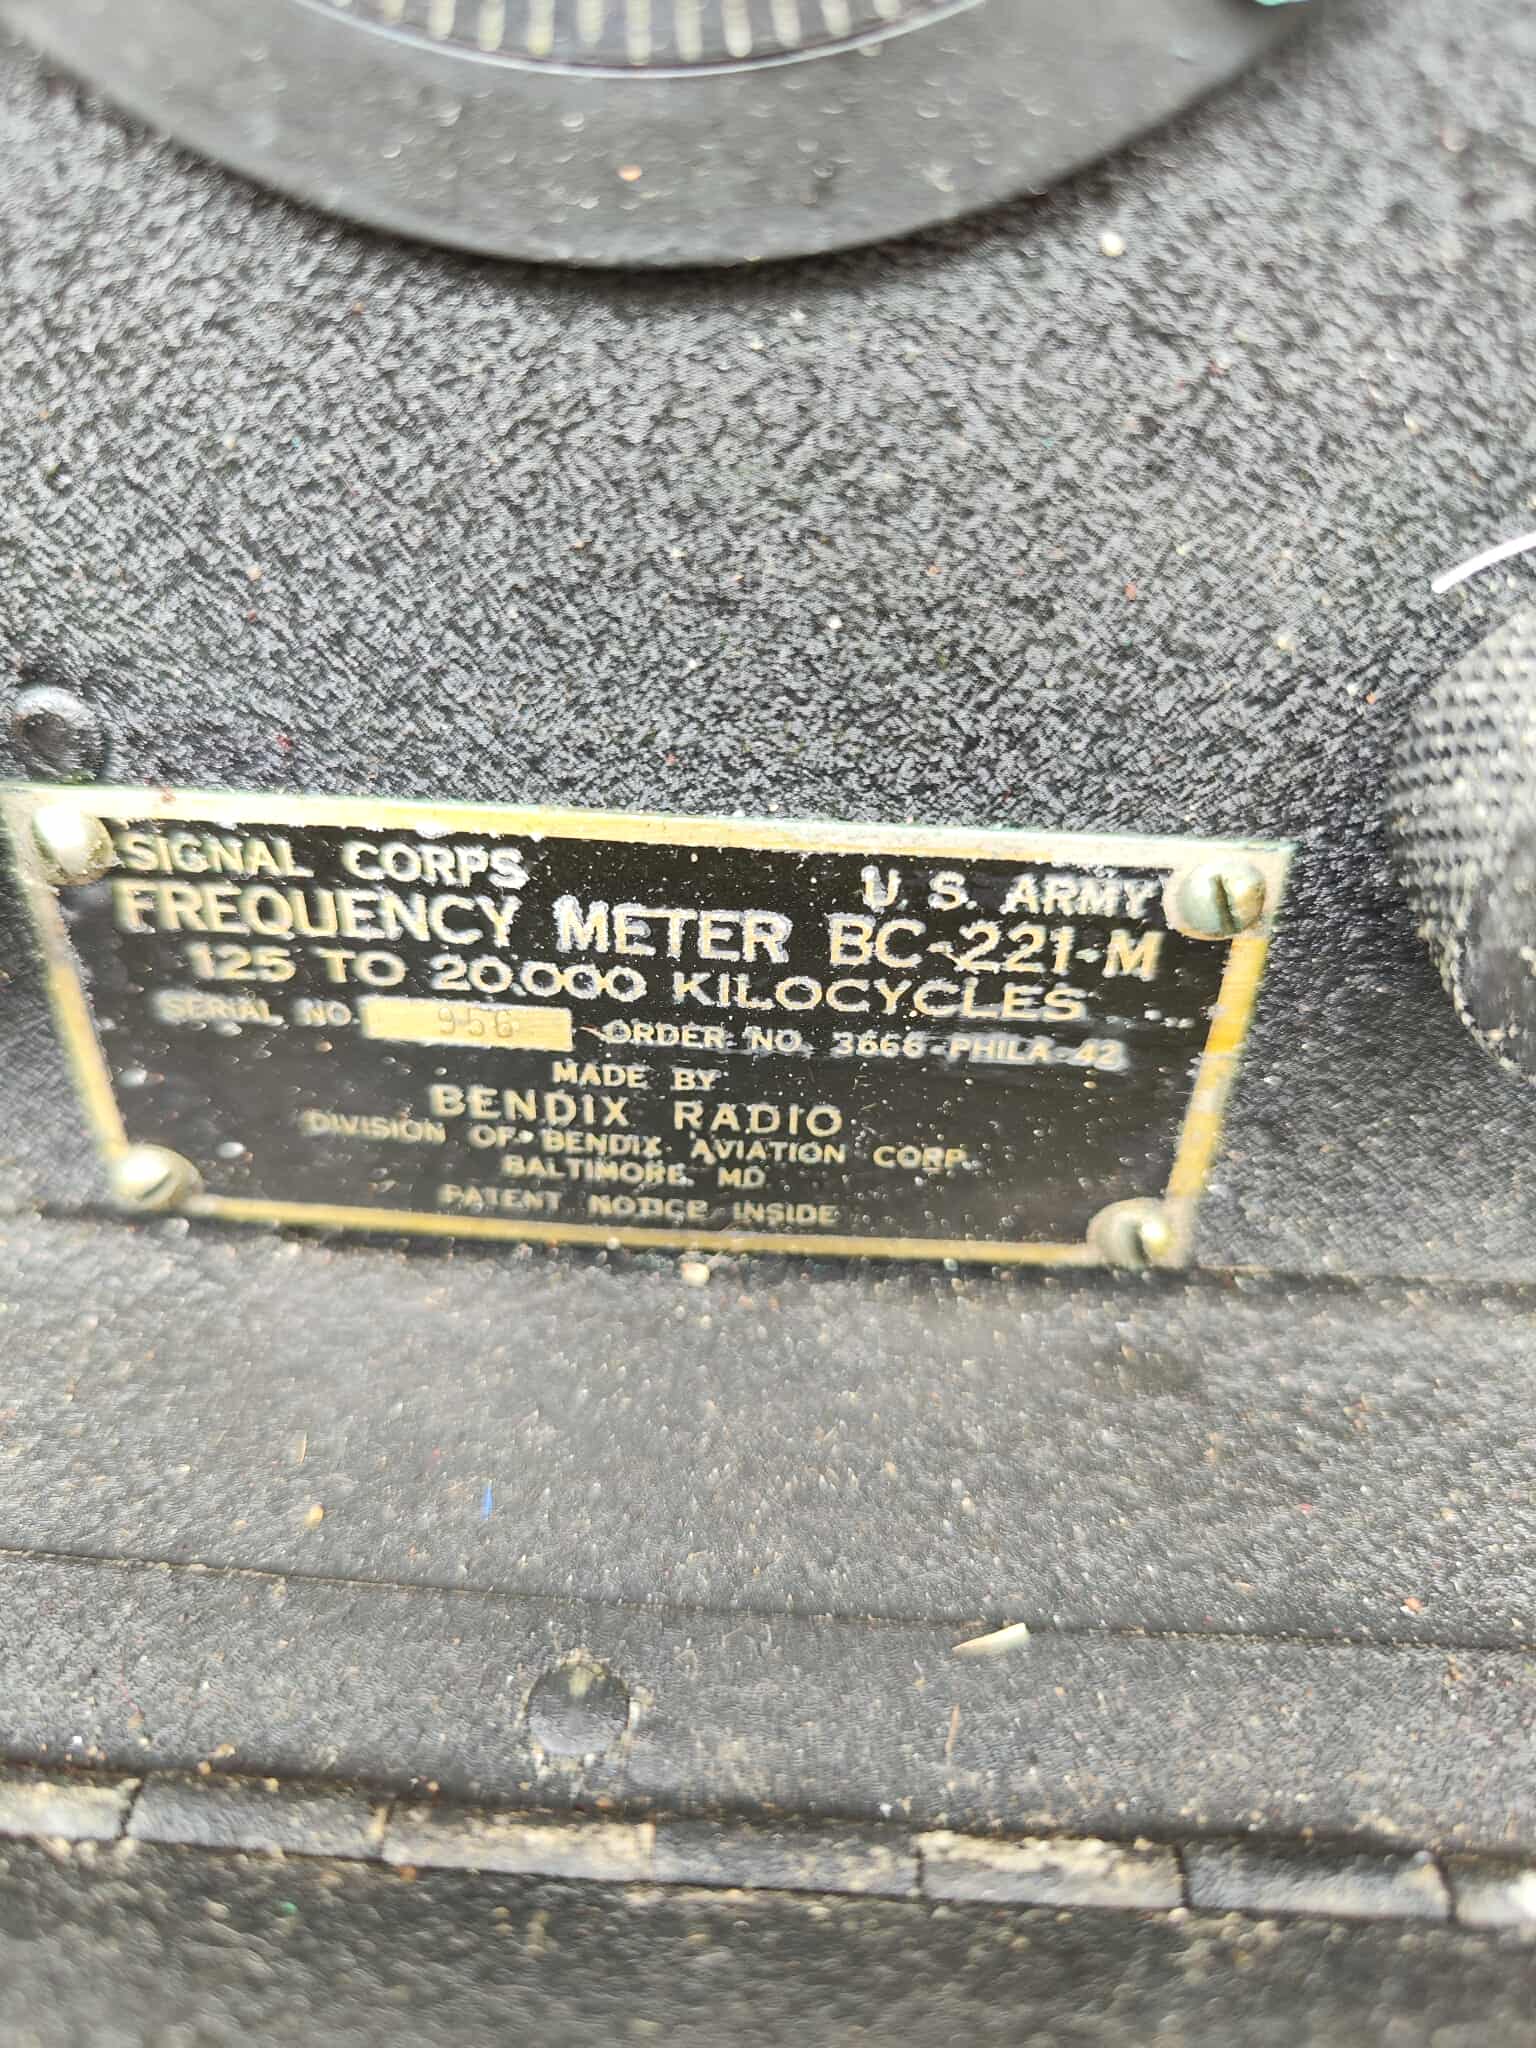 SIGNAL CORPS U. S. ARMY
FREQUENCY METER BC-221-M
125 TO 20.000 KILOCYCLES
SERIAL NO 956 ORDER NO. 3666-PHILA-42
MADE BY
BENDIX RADIO
DIVISION OF BENDIX AVIATION CORP.
BALTIMORE, MD.
PATENT NOTICE INSIDE